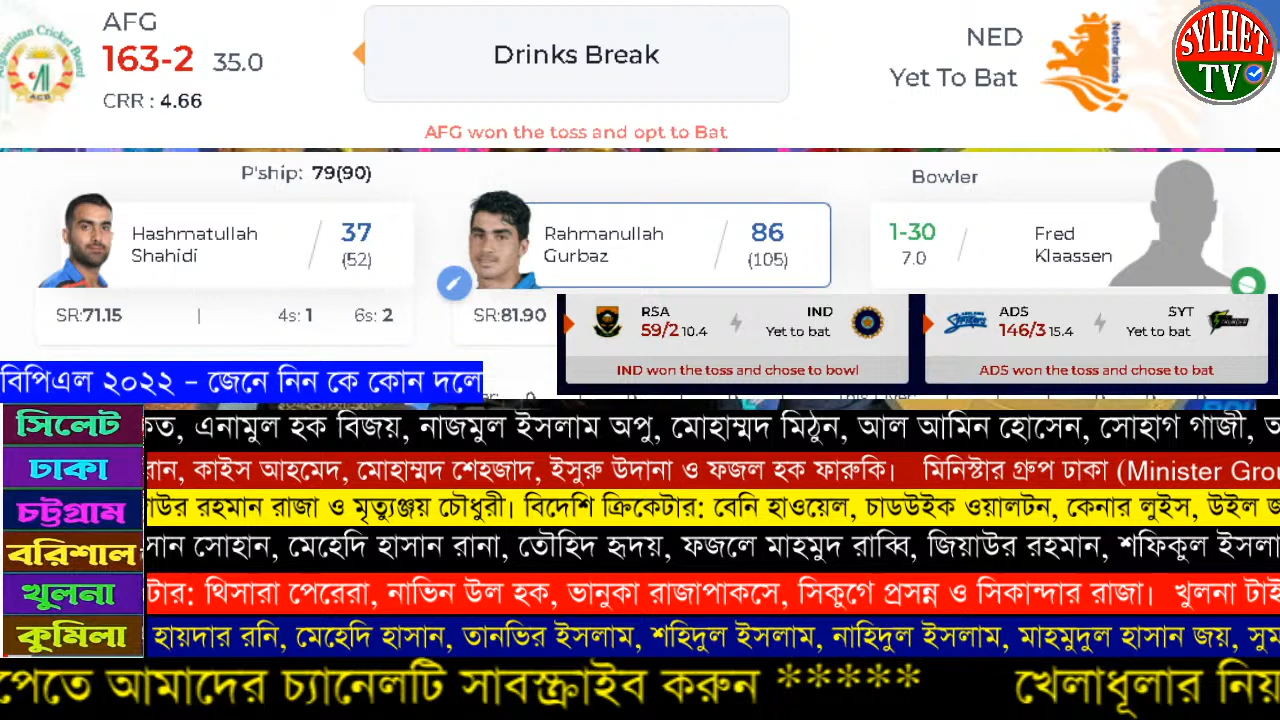 AFG
163-2 35.0
CRR : 4.66
Drinks Break
AFG won the toss and opt to Bat
NED
Yet To Bat
Netherlands
SYLHET
TV
Afghanistan Cricket Board
ACB
P'ship: 79(90)
Bowler
Hashmatullah
Shahidi
37
(52)
Rahmanullah
Gurbaz
86
(105)
1-30
7.0
Fred
Klaassen
SR:71.15 | 4s: 1 6s: 2
SR:81.90
RSA
59/2 10.4
IND
Yet to bat
IND won the toss and chose to bowl
ADS
146/3 15.4
SYT
Yet to bat
ADS won the toss and chose to bat
বিপিএল ২০২২ – জেনে নিন কে কোন দলে
সিলেট
, এনামুল হক বিজয়, নাজমুল ইসলাম অপু, মোহাম্মদ মিঠুন, আল আমিন হোসেন, সোহাগ গাজী,
ঢাকা
রান, কাইস আহমেদ, মোহাম্মদ শেহজাদ, ইসুরু উদানা ও ফজল হক ফারুকি। মিনিস্টার গ্রুপ ঢাকা (Minister Grou
চট্টগ্রাম
াউর রহমান রাজা ও মৃত্যুঞ্জয় চৌধুরী। বিদেশি ক্রিকেটার: বেনি হাওয়েল, চাডউইক ওয়ালটন, কেনার লুইস, উইল
বরিশাল
সান সোহান, মেহেদি হাসান রানা, তৌহিদ হৃদয়, ফজলে মাহমুদ রাব্বি, জিয়াউর রহমান, শফিকুল ইসলা
খুলনা
টার: থিসারা পেরেরা, নাভিন উল হক, ভানুকা রাজাপাকসে, সিকুগে প্রসন্ন ও সিকান্দার রাজা। খুলনা টাই
কুমিলা
হায়দার রনি, মেহেদি হাসান, তানভির ইসলাম, শহিদুল ইসলাম, নাহিদুল ইসলাম, মাহমুদুল হাসান জয়, সুম
পেতে আমাদের চ্যানেলটি সাবস্ক্রাইব করুন ***** খেলাধূলার নিয়